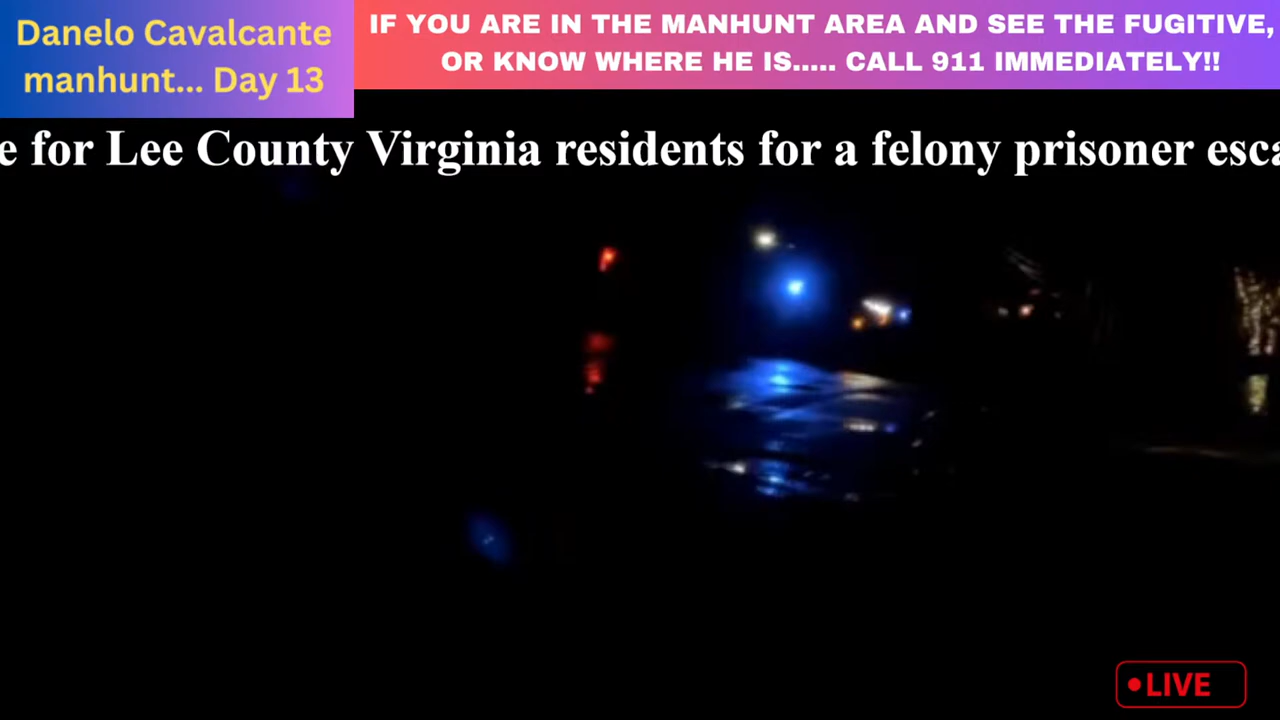 Danelo Cavalcante
manhunt... Day 13
IF YOU ARE IN THE MANHUNT AREA AND SEE THE FUGITIVE,
OR KNOW WHERE HE IS..... CALL 911 IMMEDIATELY!!
e for Lee County Virginia residents for a felony prisoner esca
LIVE